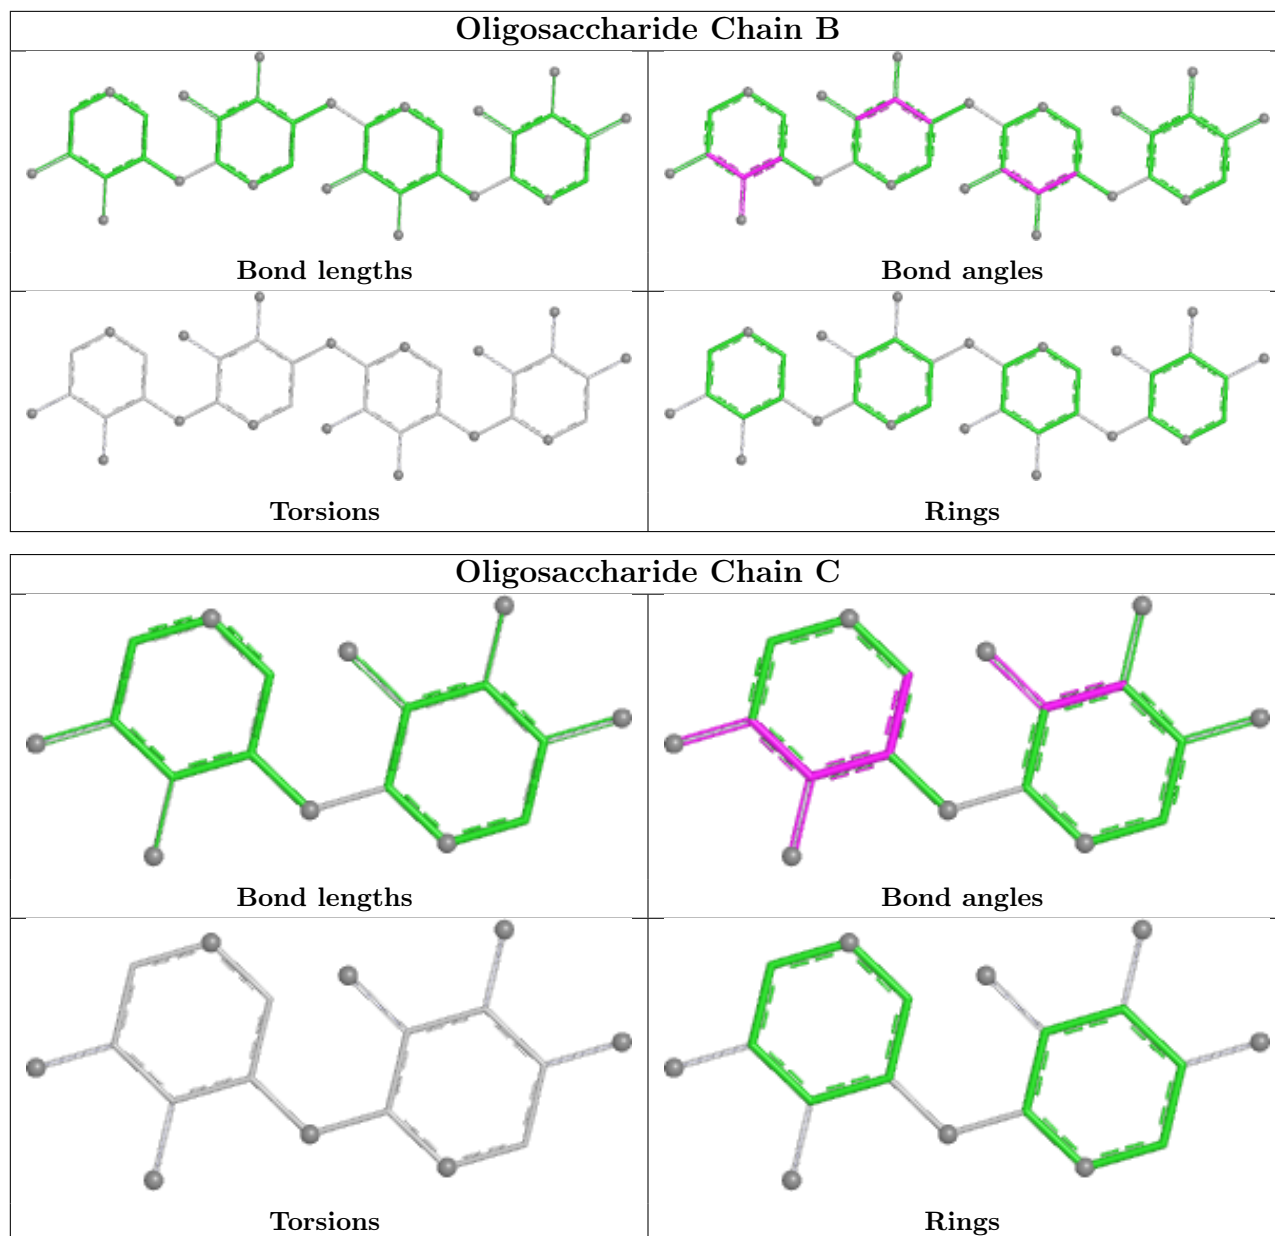 Oligosaccharide Chain B
Bond lengths
Bond angles
Torsions
Rings
Oligosaccharide Chain C
Bond lengths
Bond angles
Torsions
Rings